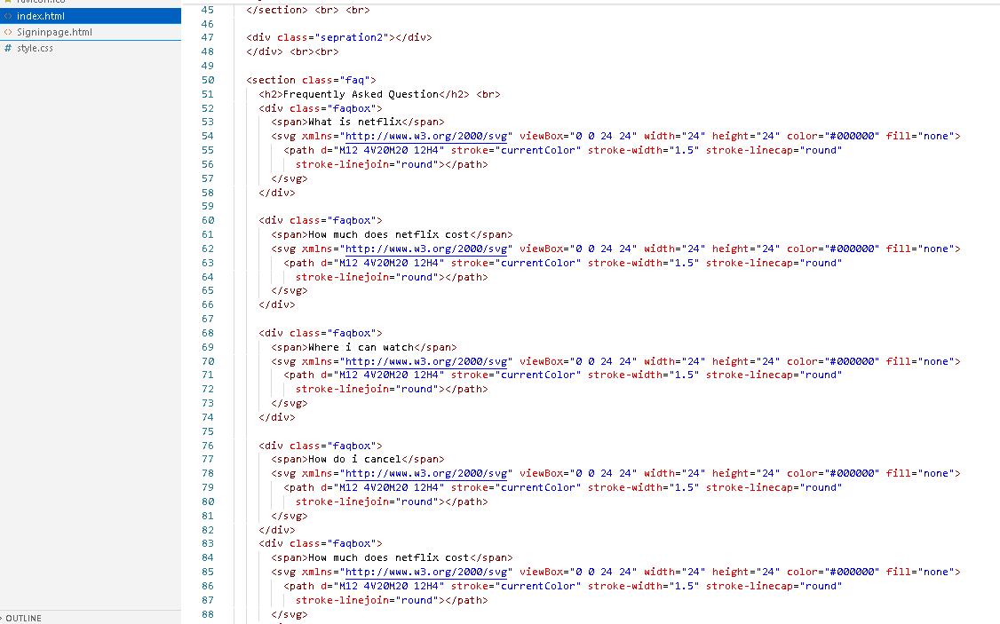 index.html
Signinpage.html
# style.css
OUTLINE
45 </section> <br> <br>
46
47 <div class="sepration2"></div>
48 </div> <br><br>
49
50 <section class="faq">
51 <h2>Frequently Asked Question</h2> <br>
52 <div class="faqbox">
53 <span>What is netflix</span>
54 <svg xmlns="http://www.w3.org/2000/svg" viewBox="0 0 24 24" width="24" height="24" color="#000000" fill="none">
55 <path d="M12 4V20M20 12H4" stroke="currentColor" stroke-width="1.5" stroke-linecap="round"
56 stroke-linejoin="round"></path>
57 </svg>
58 </div>
59
60 <div class="faqbox">
61 <span>How much does netflix cost</span>
62 <svg xmlns="http://www.w3.org/2000/svg" viewBox="0 0 24 24" width="24" height="24" color="#000000" fill="none">
63 <path d="M12 4V20M20 12H4" stroke="currentColor" stroke-width="1.5" stroke-linecap="round"
64 stroke-linejoin="round"></path>
65 </svg>
66 </div>
67
68 <div class="faqbox">
69 <span>Where i can watch</span>
70 <svg xmlns="http://www.w3.org/2000/svg" viewBox="0 0 24 24" width="24" height="24" color="#000000" fill="none">
71 <path d="M12 4V20M20 12H4" stroke="currentColor" stroke-width="1.5" stroke-linecap="round"
72 stroke-linejoin="round"></path>
73 </svg>
74 </div>
75
76 <div class="faqbox">
77 <span>How do i cancel</span>
78 <svg xmlns="http://www.w3.org/2000/svg" viewBox="0 0 24 24" width="24" height="24" color="#000000" fill="none">
79 <path d="M12 4V20M20 12H4" stroke="currentColor" stroke-width="1.5" stroke-linecap="round"
80 stroke-linejoin="round"></path>
81 </svg>
82 </div>
83 <div class="faqbox">
84 <span>How much does netflix cost</span>
85 <svg xmlns="http://www.w3.org/2000/svg" viewBox="0 0 24 24" width="24" height="24" color="#000000" fill="none">
86 <path d="M12 4V20M20 12H4" stroke="currentColor" stroke-width="1.5" stroke-linecap="round"
87 stroke-linejoin="round"></path>
88 </svg>